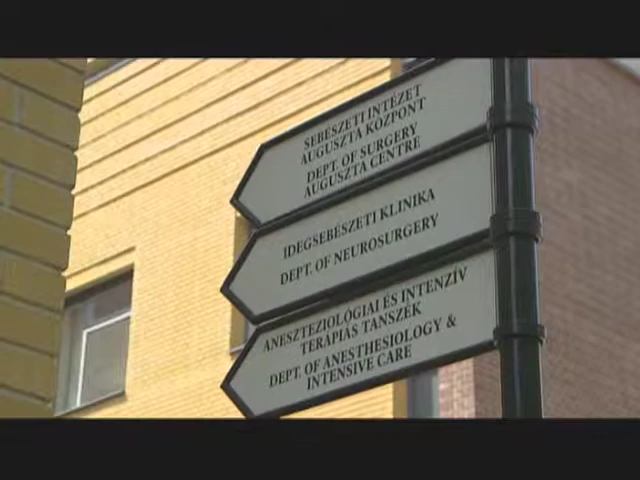 SEBÉSZETI INTÉZET
AUGUSZTA KÖZPONT
DEPT. OF SURGERY
AUGUSZTA CENTRE
IDEGSEBÉSZETI KLINIKA
DEPT. OF NEUROSURGERY
ANESZTEZIOLÓGIAI ÉS INTENZÍV
TERÁPIÁS TANSZÉK
DEPT. OF ANESTHESIOLOGY &
INTENSIVE CARE